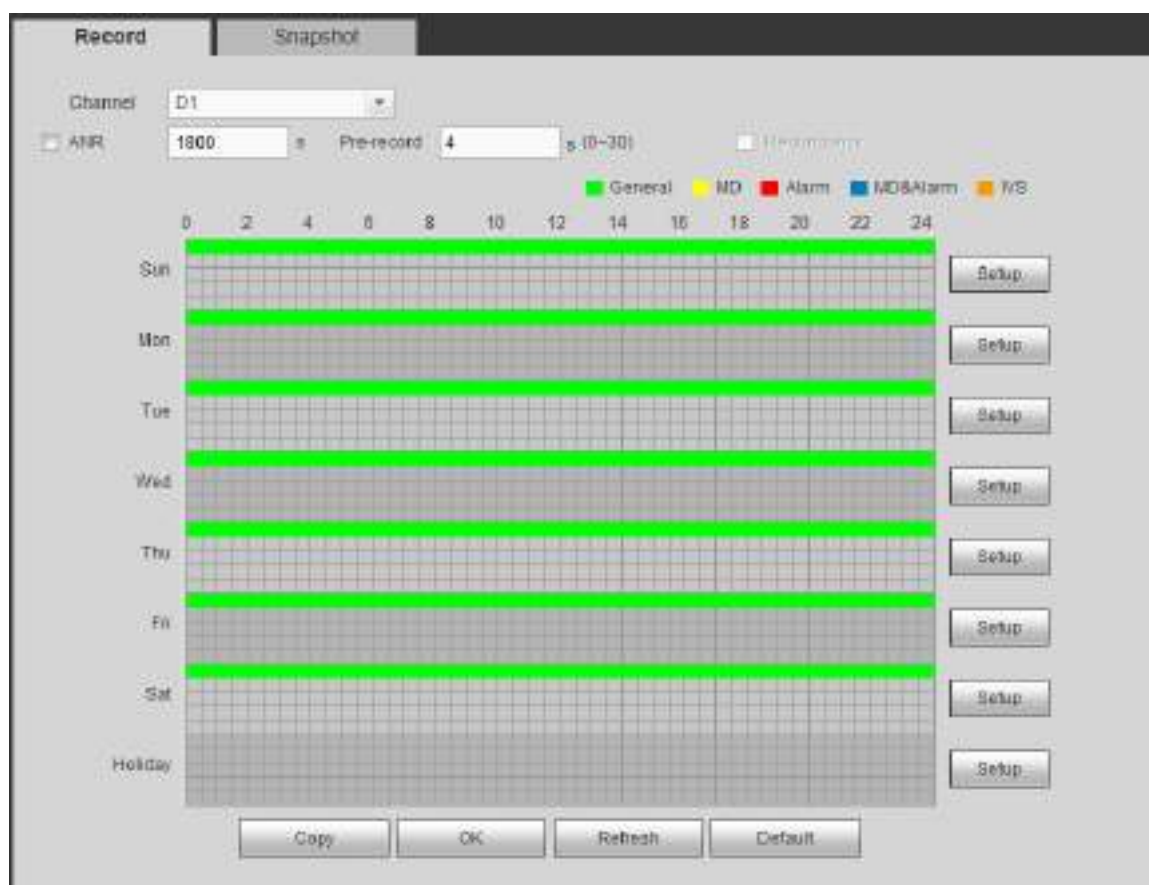 Record Snapshot
Channel D1
ANR 1800 s Pre-record 4 s (0~30)
General MD Alarm MD&Alarm IVS
0 2 4 6 8 10 12 14 16 18 20 22 24
Sun Setup
Mon Setup
Tue Setup
Wed Setup
Thu Setup
Fri Setup
Sat Setup
Holiday Setup
Copy OK Refresh Default